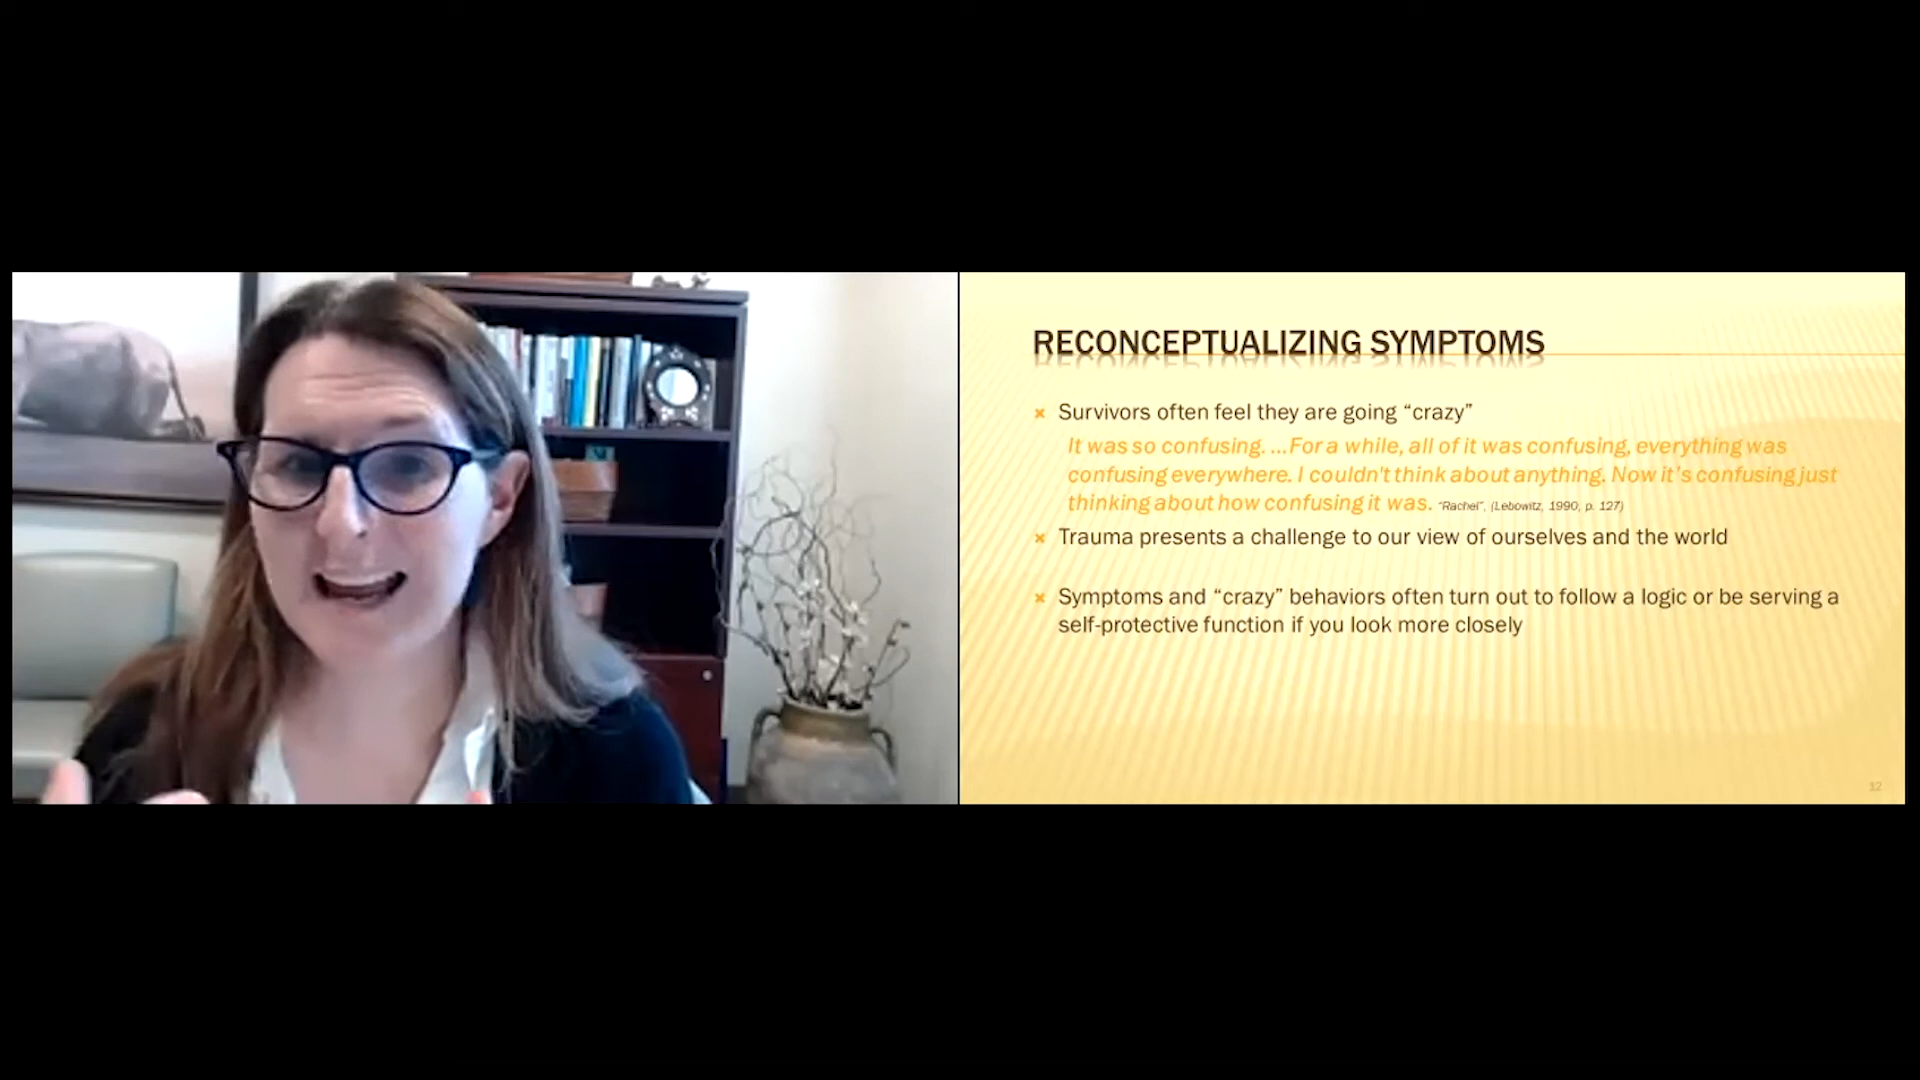 RECONCEPTUALIZING SYMPTOMS
× Survivors often feel they are going “crazy”
It was so confusing. ...For a while, all of it was confusing, everything was
confusing everywhere. I couldn't think about anything. Now it’s confusing just
thinking about how confusing it was. “Rachel”, (Lebowitz, 1990, p. 127)
× Trauma presents a challenge to our view of ourselves and the world
× Symptoms and “crazy” behaviors often turn out to follow a logic or be serving a
self-protective function if you look more closely
12